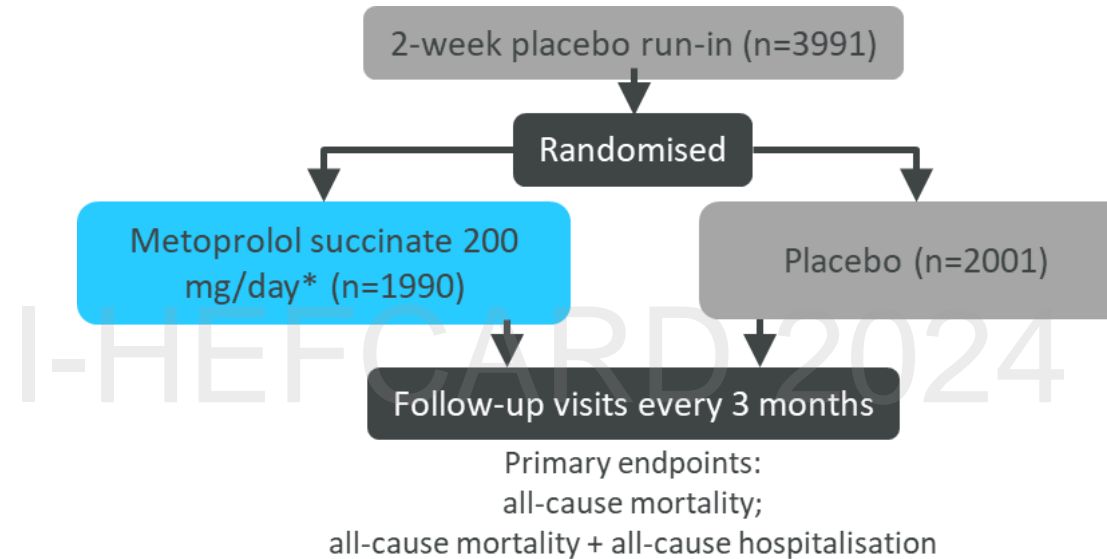 2-week placebo run-in (n=3991)
Randomised
Metoprolol succinate 200
mg/day* (n=1990)
Placebo (n=2001)
I-HEFCARD 2024
Follow-up visits every 3 months
Primary endpoints:
all-cause mortality;
all-cause mortality + all-cause hospitalisation